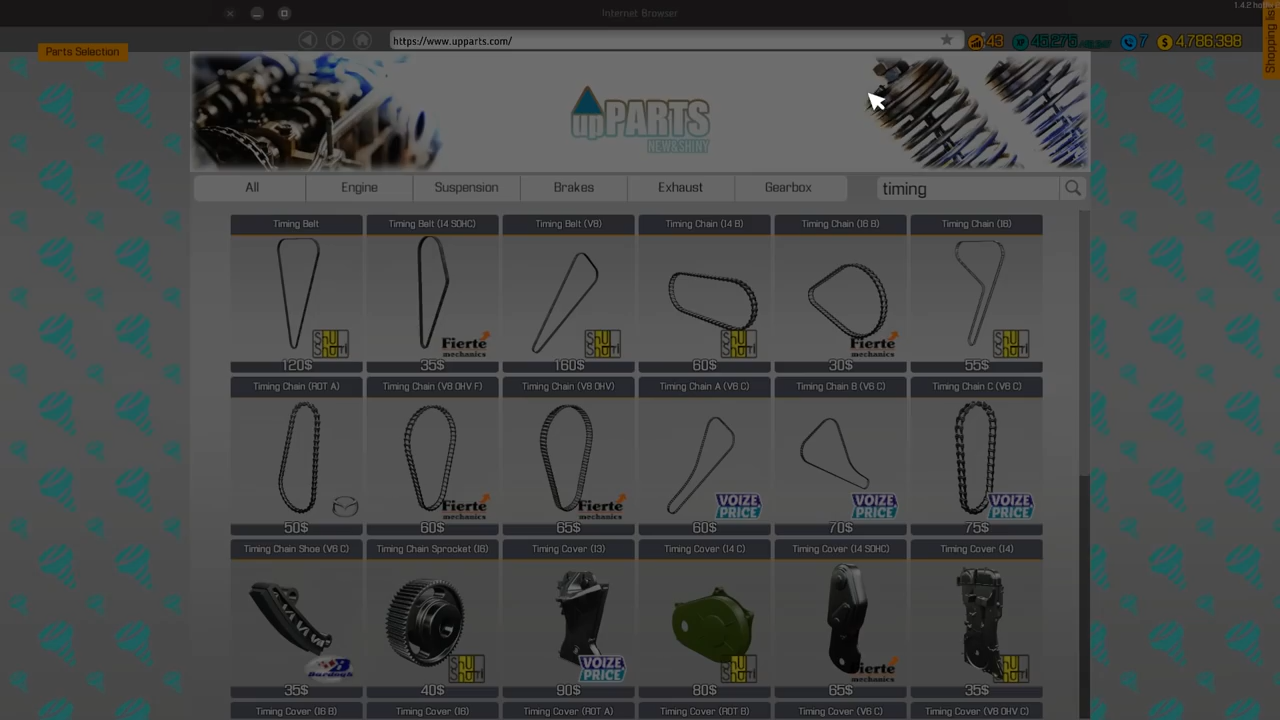 Internet Browser
1.4.2 hotfix
Shopping list
Parts Selection
https://www.upparts.com/
43
7
4,786,398
upPARTS
NEW&SHINY
All
Engine
Suspension
Brakes
Exhaust
Gearbox
timing
Timing Belt
Timing Belt (I4 SOHC)
Timing Belt (V8)
Timing Chain (I4 B)
Timing Chain (I6 B)
Timing Chain (I6)
Fierte mechanics
Fierte mechanics
120$
35$
160$
60$
30$
55$
Timing Chain (ROT A)
Timing Chain (V8 OHV F)
Timing Chain (V8 OHV)
Timing Chain A (V6 C)
Timing Chain B (V6 C)
Timing Chain C (V6 C)
Fierte mechanics
Fierte mechanics
VOIZE PRICE
VOIZE PRICE
VOIZE PRICE
50$
60$
65$
60$
70$
75$
Timing Chain Shoe (V6 C)
Timing Chain Sprocket (I6)
Timing Cover (I3)
Timing Cover (I4 C)
Timing Cover (I4 SOHC)
Timing Cover (I4)
VOIZE PRICE
Fierte mechanics
35$
40$
90$
80$
65$
35$
Timing Cover (I6 B)
Timing Cover (I6)
Timing Cover (ROT A)
Timing Cover (ROT B)
Timing Cover (V6 C)
Timing Cover (V8 OHV C)